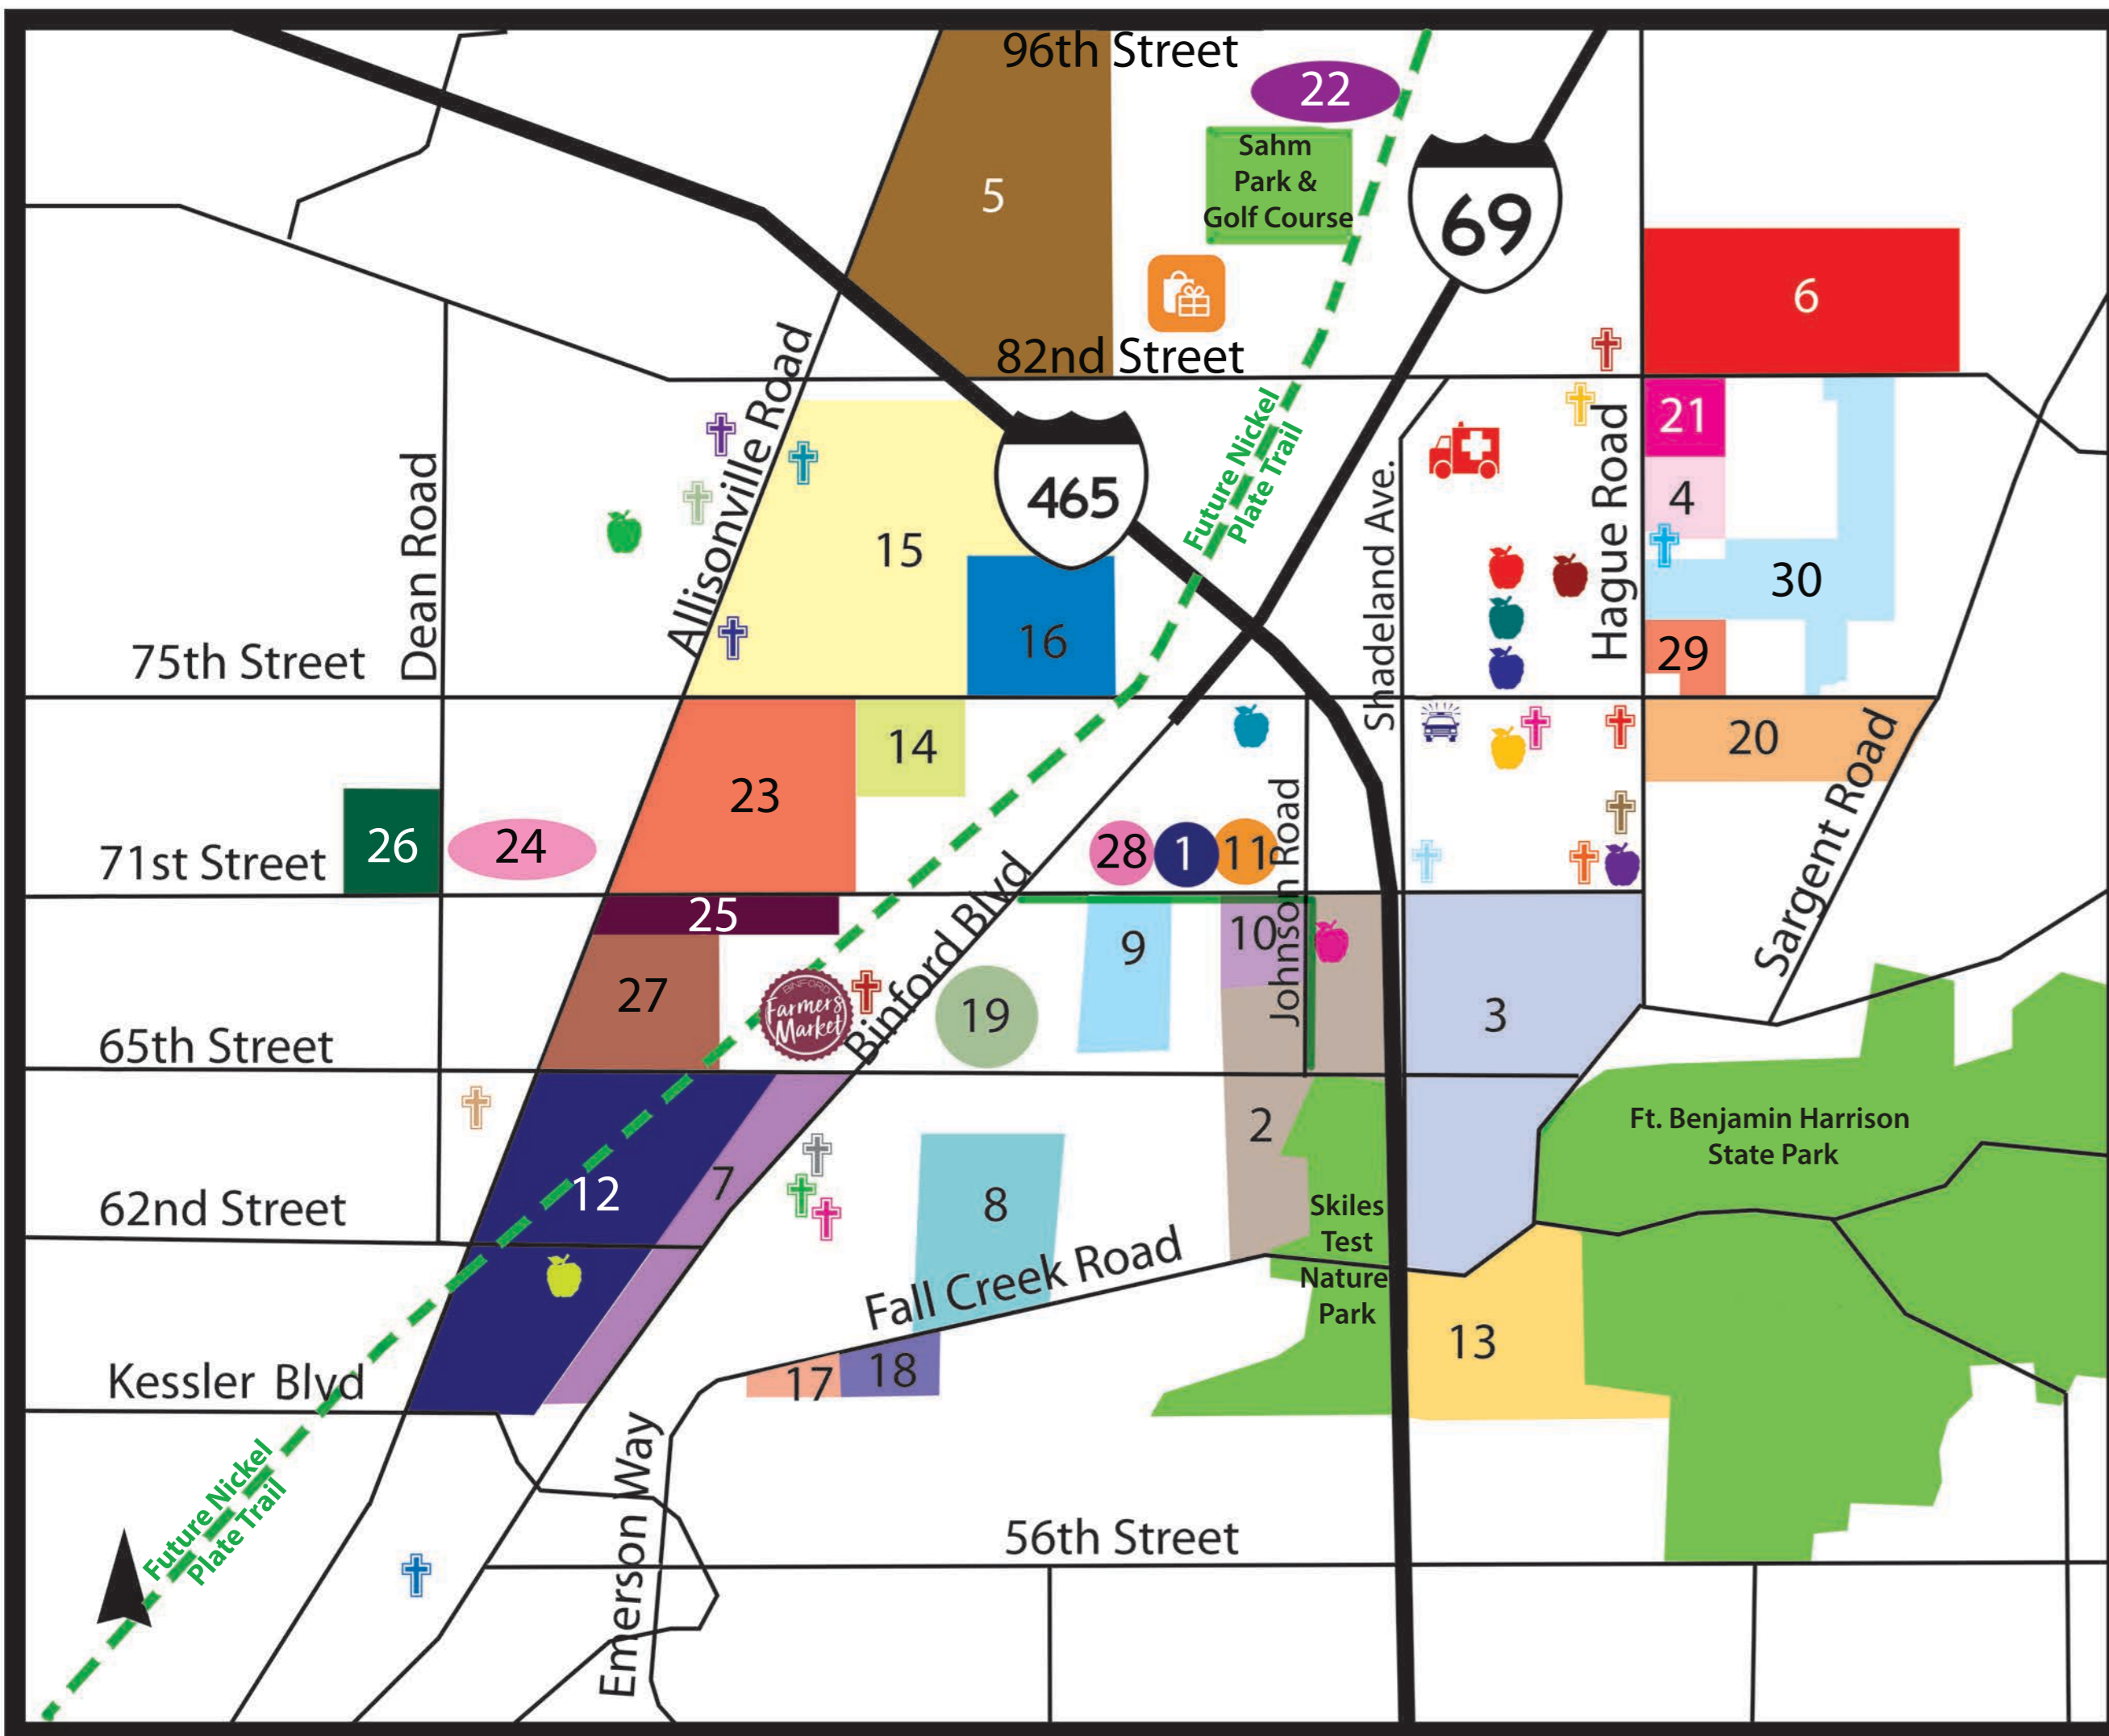 96th Street
22
Sahm
Park &
Golf Course
5
69
6
82nd Street
Allisonville Road
Future Nickel
Plate Trail
21
Hague Road
4
Dean Road
465
Shadeland Ave.
15
30
16
29
75th Street
14
20
23
Sargent Road
26
24
28
1
11
Johnson Road
71st Street
25
Binford Blvd
9
10
27
BINFORD
Farmers
Market
19
3
65th Street
2
Ft. Benjamin Harrison
State Park
12
7
8
62nd Street
Skiles
Test
Nature
Park
Fall Creek Road
13
17
18
Kessler Blvd
Emerson Way
Future Nickel
Plate Trail
56th Street